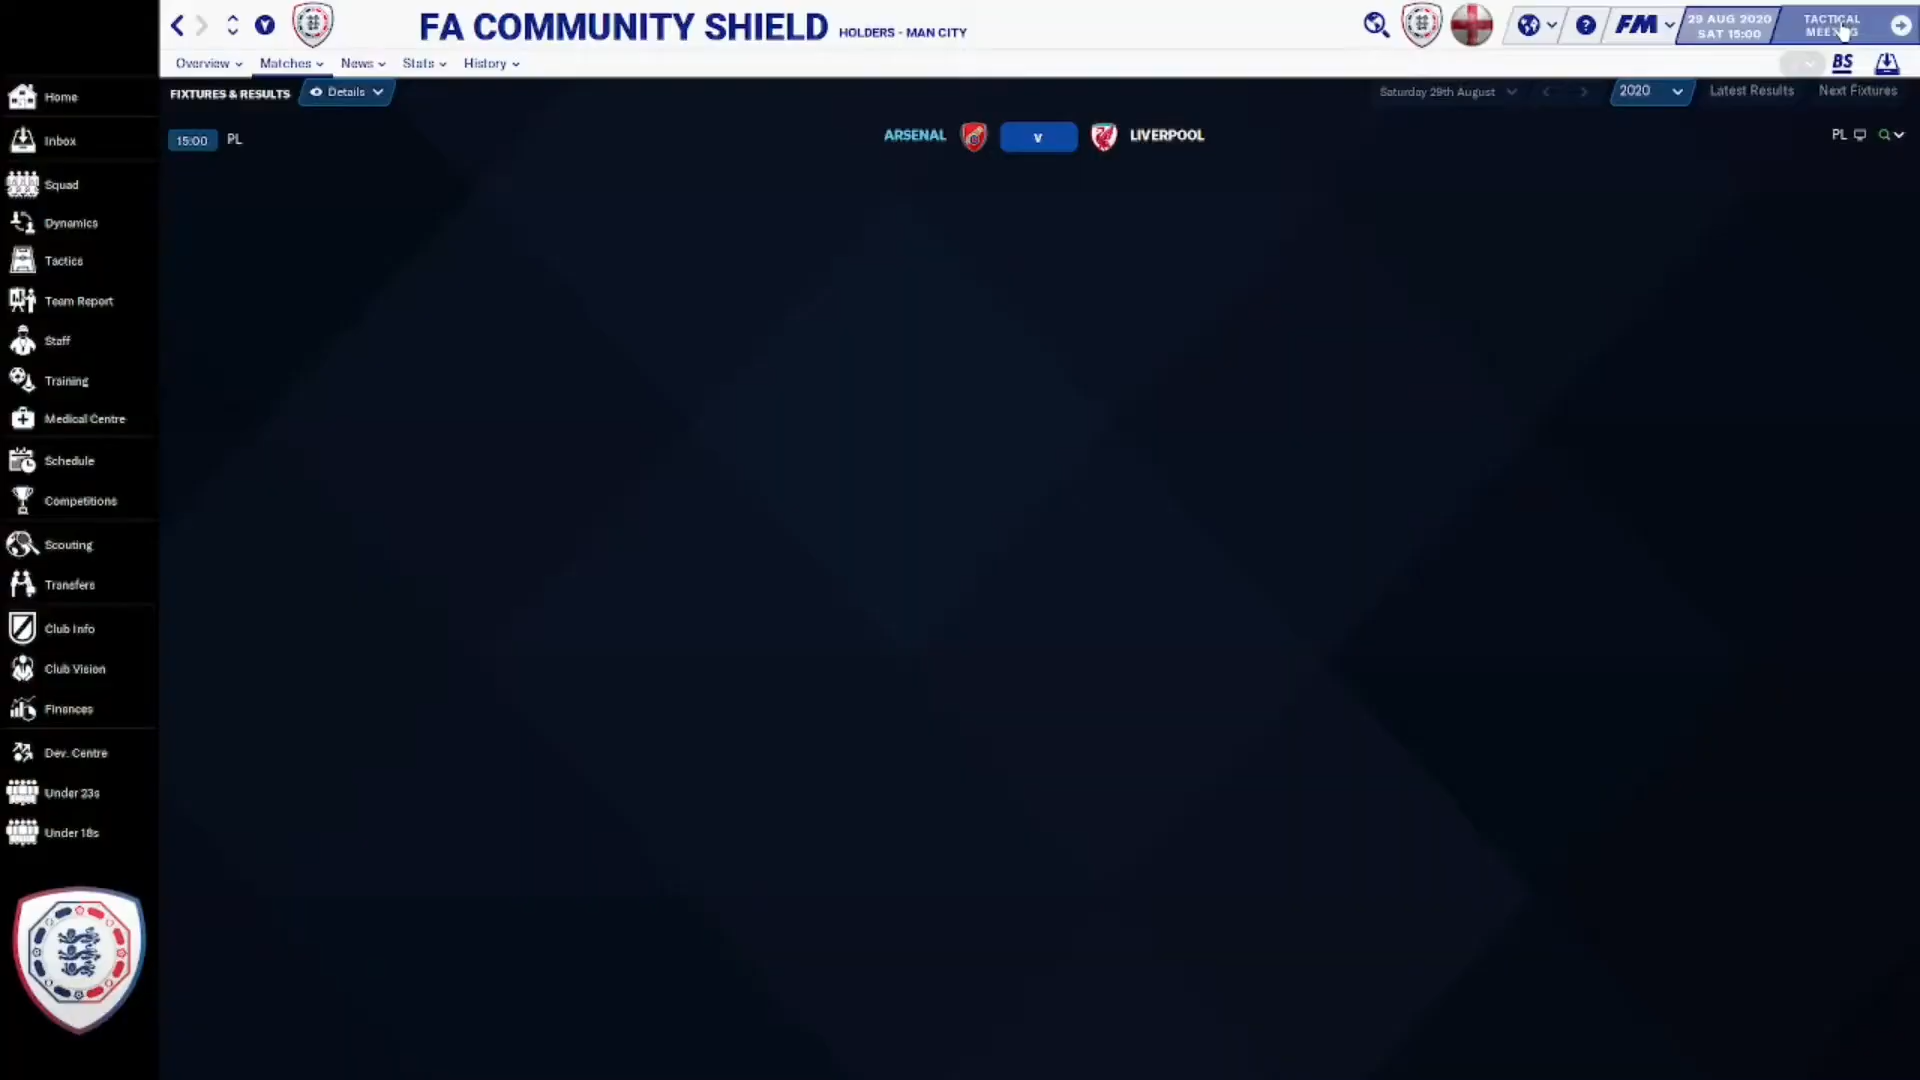 FA COMMUNITY SHIELD HOLDERS - MAN CITY
FM
29 AUG 2020
SAT 15:00
TACTICAL
Overview
Matches
News
Stats
History
BS
FIXTURES & RESULTS
Details
Saturday 29th August
2020
Latest Results
Next Fixtures
15:00 PL ARSENAL v LIVERPOOL PL
Home
Inbox
Squad
Dynamics
Tactics
Team Report
Staff
Training
Medical Centre
Schedule
Competitions
Scouting
Transfers
Club Info
Club Vision
Finances
Dev. Centre
Under 23s
Under 18s